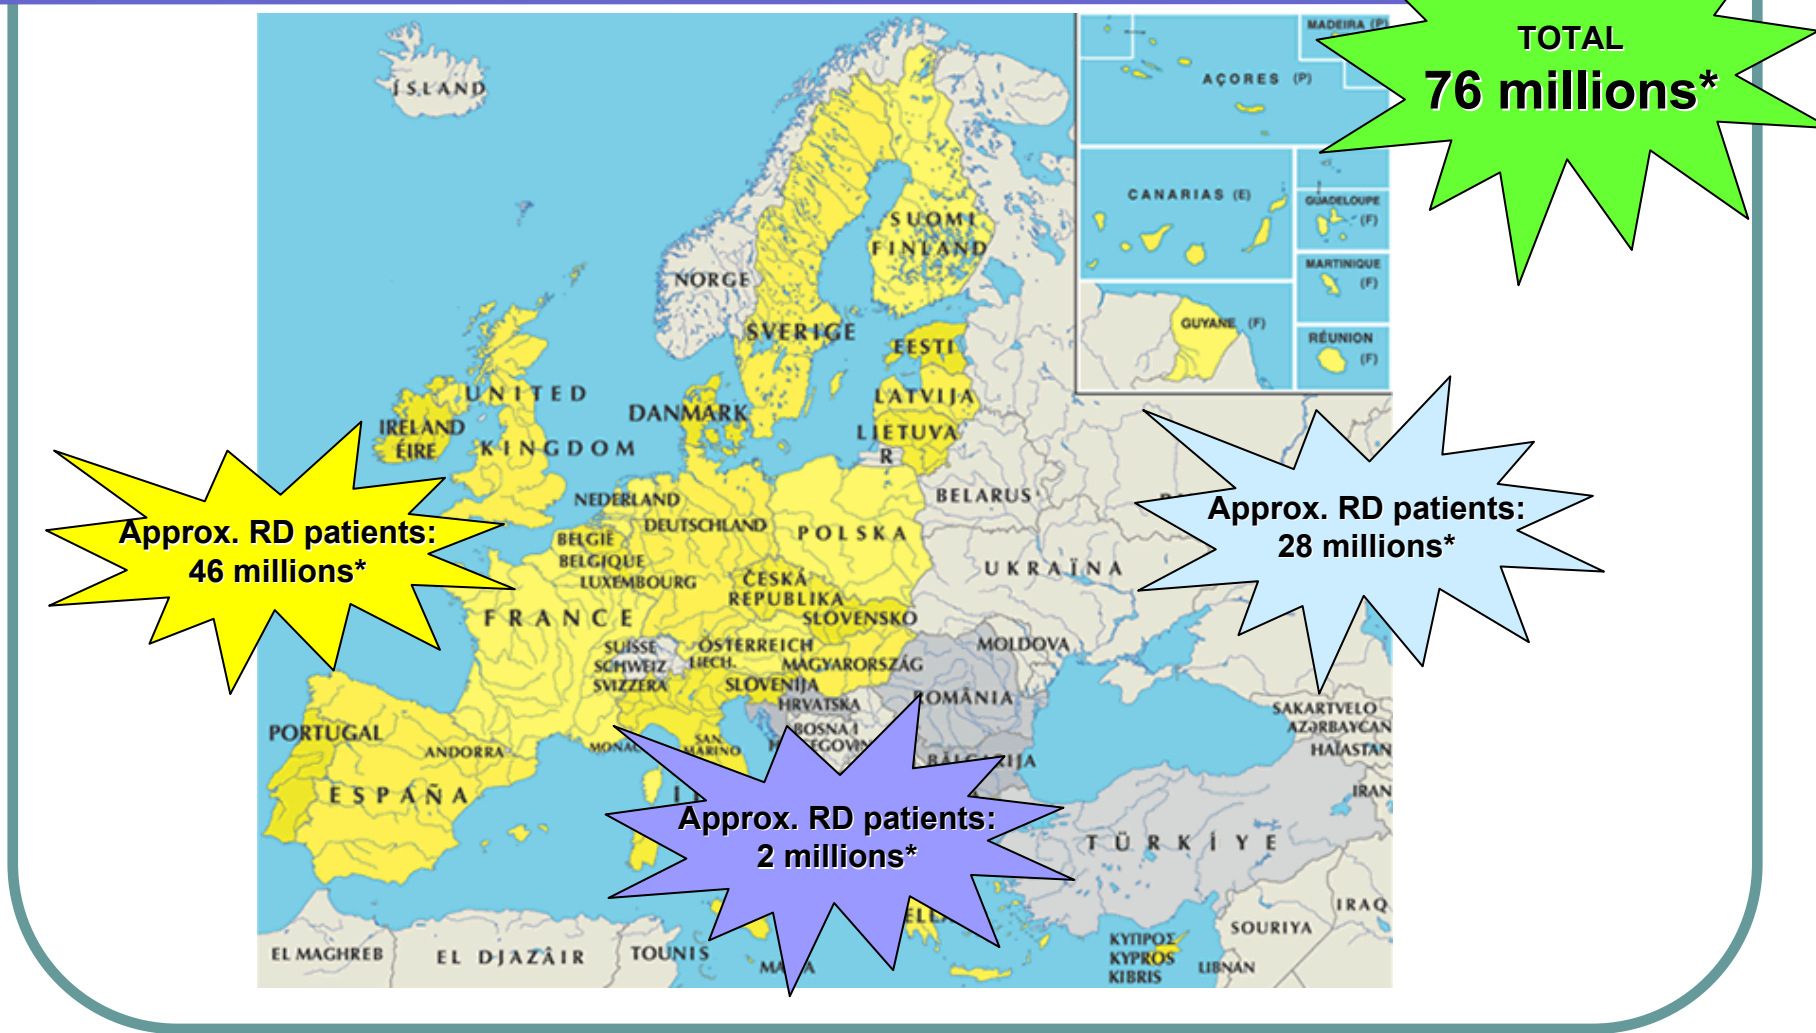 TOTAL
76 millions*
MADEIRA (P)
AÇORES (P)
CANARIAS (E)
GUADELOUPE
(F)
MARTINIQUE
(F)
GUYANE (F)
RÉUNION
(F)
ÍSLAND
SUOMI
FINLAND
NORGE
SVERIGE
EESTI
LATVIJA
LIETUVA
R
UNITED
KINGDOM
DANMARK
IRELAND
ÉIRE
NEDERLAND
DEUTSCHLAND
BELGIË
BELGIQUE
LUXEMBOURG
POLSKA
BELARUS'
UKRAÏNA
ČESKÁ
REPUBLIKA
SLOVENSKO
FRANCE
SUISSE
SCHWEIZ
SVIZZERA
ÖSTERREICH
LIECH.
MAGYARORSZÁG
MOLDOVA
SLOVENIJA
HRVATSKA
ROMÂNIA
PORTUGAL
ANDORRA
ESPAÑA
SAN
MARINO
BOSNA I
SAKARTVELO
AZƏRBAYCAN
HAÏASTAN
IRAN
TÜRKİYE
Approx. RD patients:
46 millions*
Approx. RD patients:
28 millions*
Approx. RD patients:
2 millions*
EL MAGHREB
EL DJAZÂIR
TOUNIS
ΚΥΠΡΟΣ
KYPROS
KIBRIS
LIBNAN
SOURIYA
IRAQ